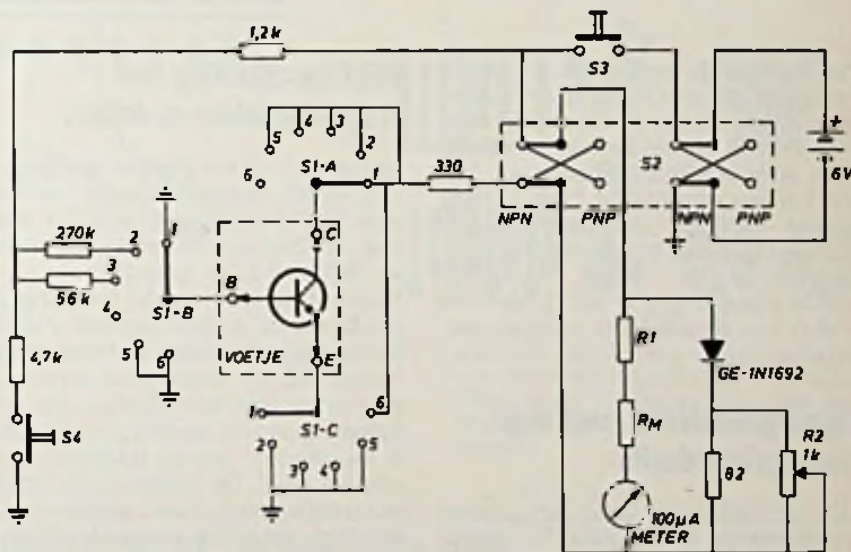 1,2k
S3
5
4
3
2
6
S1-A
1
330
S2
+
6V
NPN
PNP
NPN
PNP
270k
2
1
C
56k
3
4
S1-B
B
5
6
VOETJE
E
4,7k
S4
1
S1-C
6
2
3
4
5
R1
GE-1N1692
RM
R2
1k
82
100µA
METER